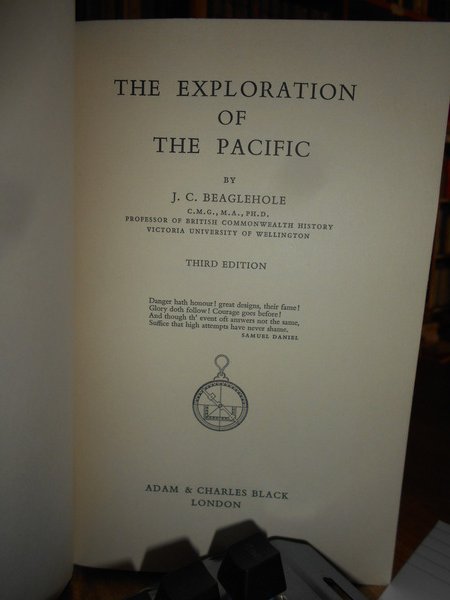 THE EXPLORATION
OF
THE PACIFIC
BY
J. C. BEAGLEHOLE
C.M.G., M.A., PH.D.
PROFESSOR OF BRITISH COMMONWEALTH HISTORY
VICTORIA UNIVERSITY OF WELLINGTON
THIRD EDITION
Danger hath honour! great designs, their fame!
Glory doth follow! Courage goes before!
And though th' event oft answers not the same,
Suffice that high attempts have never shame.
SAMUEL DANIEL
ADAM & CHARLES BLACK
LONDON